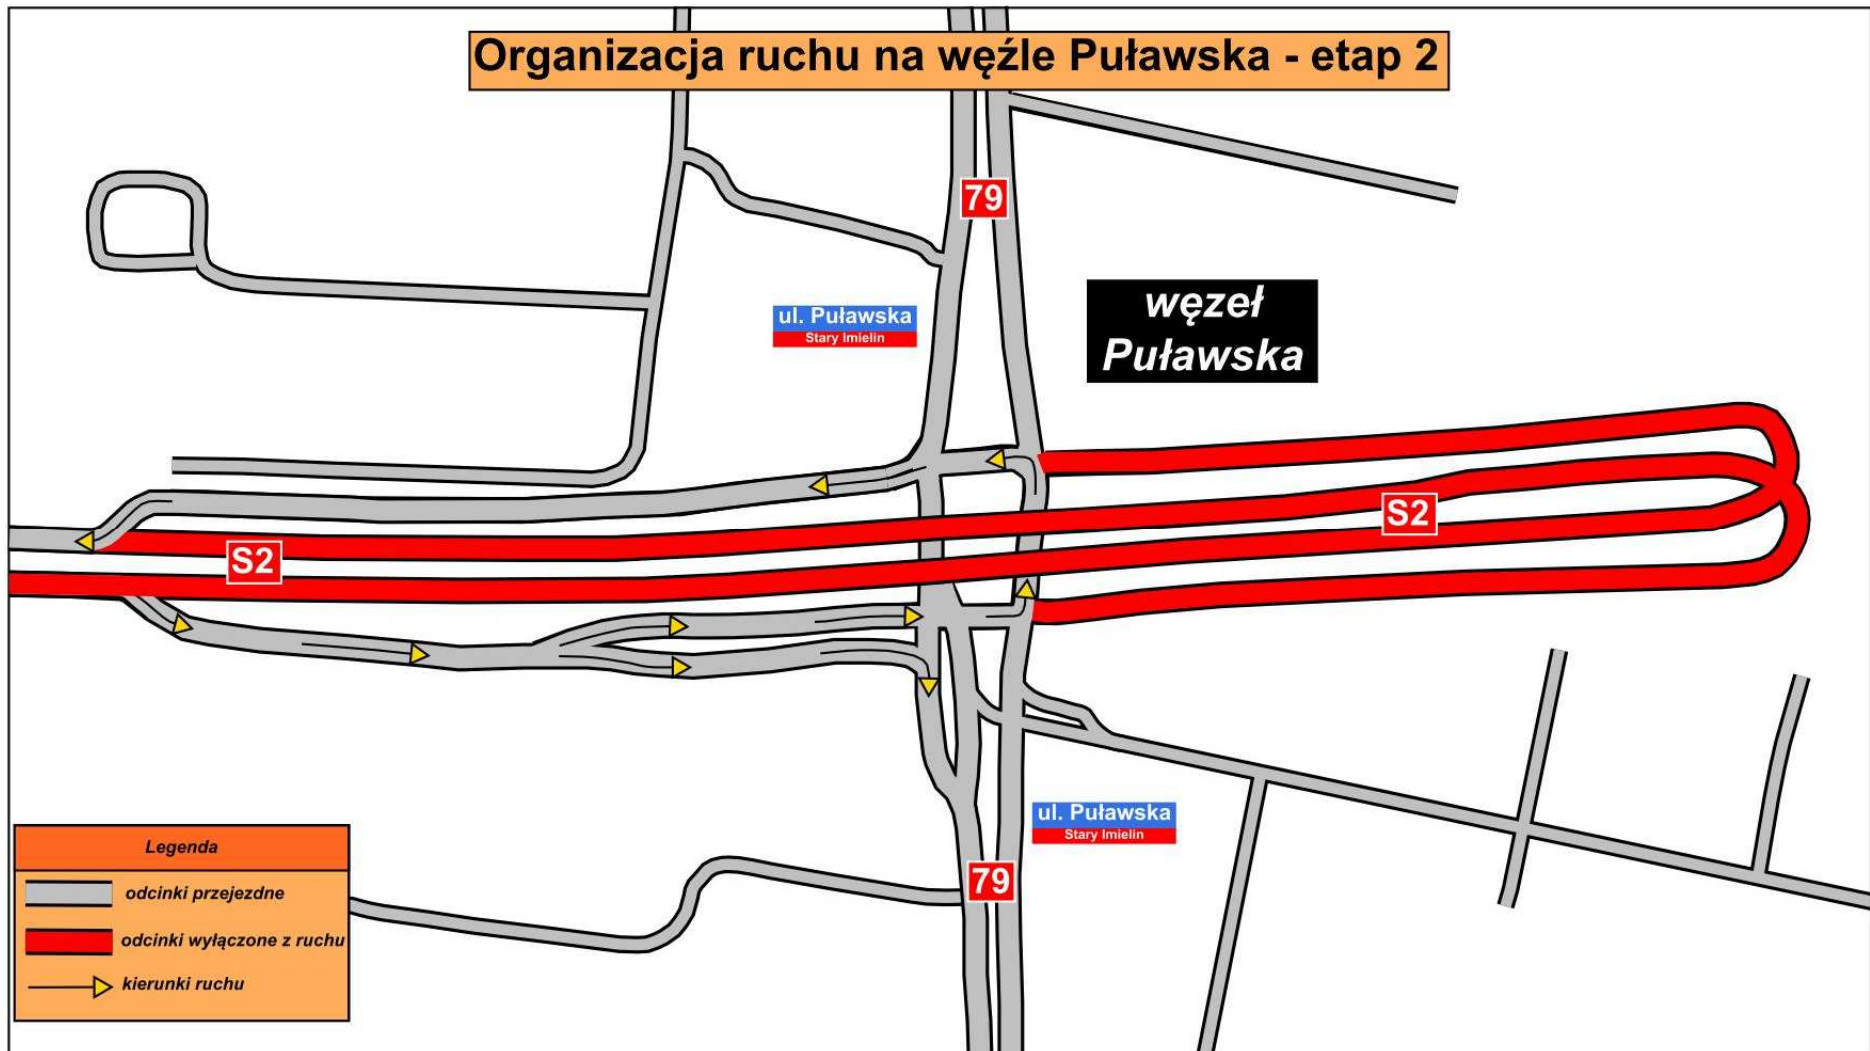 Organizacja ruchu na węźle Puławska - etap 2
79
węzeł
Puławska
ul. Puławska
Stary Imielin
S2
S2
ul. Puławska
Stary Imielin
79
Legenda
odcinki przejezdne
odcinki wyłączone z ruchu
kierunki ruchu